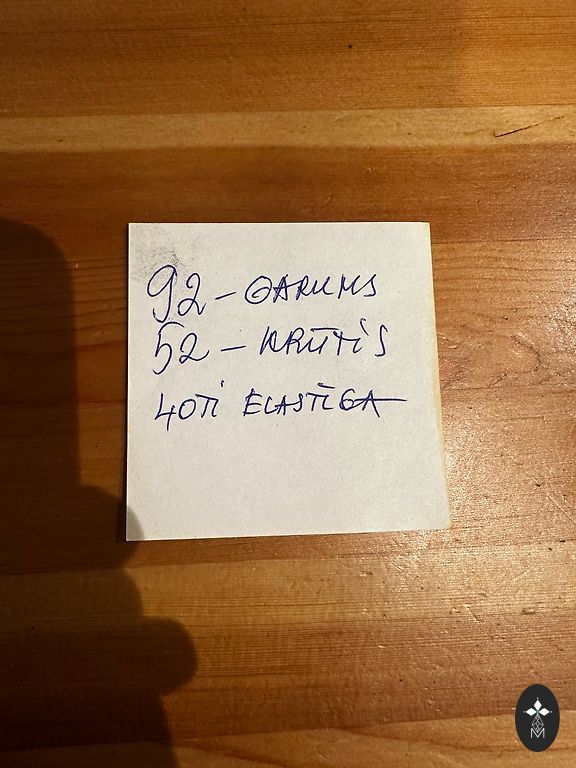 92 - GARUMS
52 - KRŪTIS
ĻOTI ELASTĪGA
M